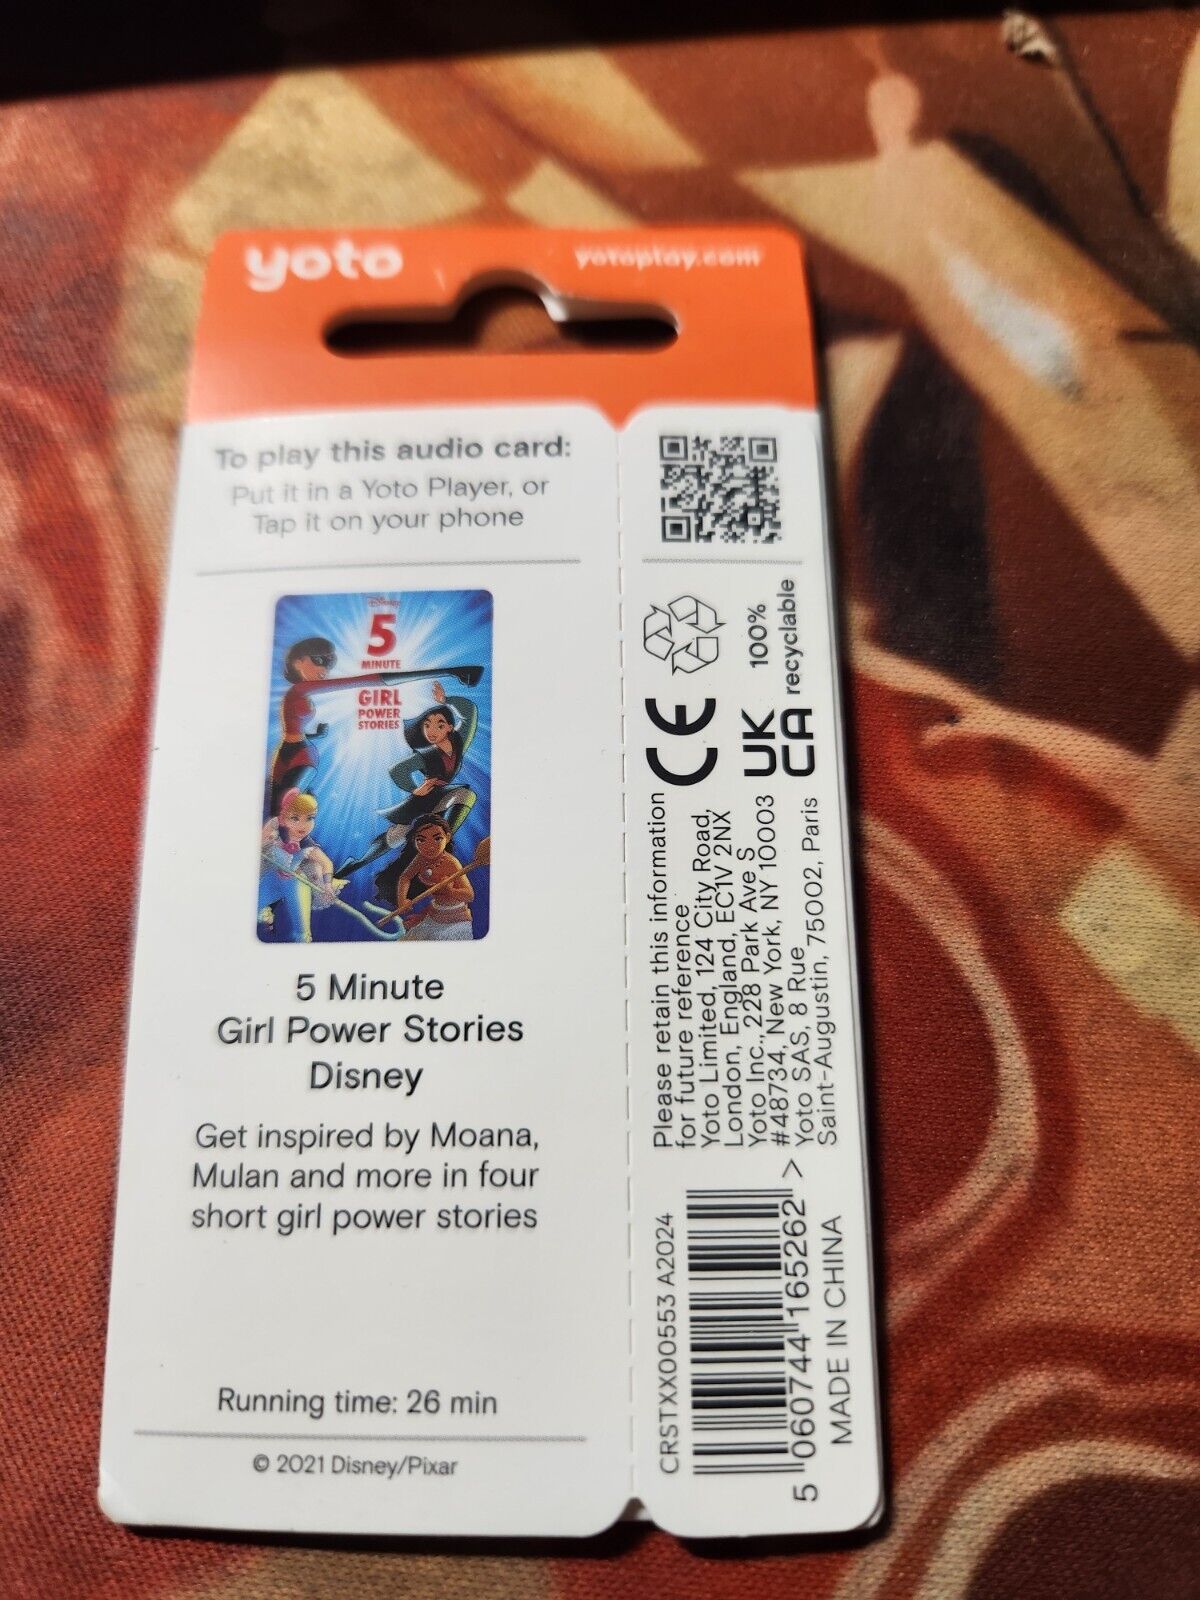 yoto
yotoplay.com
To play this audio card:
Put it in a Yoto Player, or
Tap it on your phone
Disney
5
MINUTE
GIRL
POWER
STORIES
5 Minute
Girl Power Stories
Disney
Get inspired by Moana,
Mulan and more in four
short girl power stories
Running time: 26 min
© 2021 Disney/Pixar
100%
recyclable
CE
UK
CA
Please retain this information
for future reference
Yoto Limited, 124 City Road,
London, England, EC1V 2NX
Yoto Inc., 228 Park Ave S
#48734, New York, NY 10003
Yoto SAS, 8 Rue
Saint-Augustin, 75002, Paris
CRSTXX00553 A2024
5 060744 165262 >
MADE IN CHINA